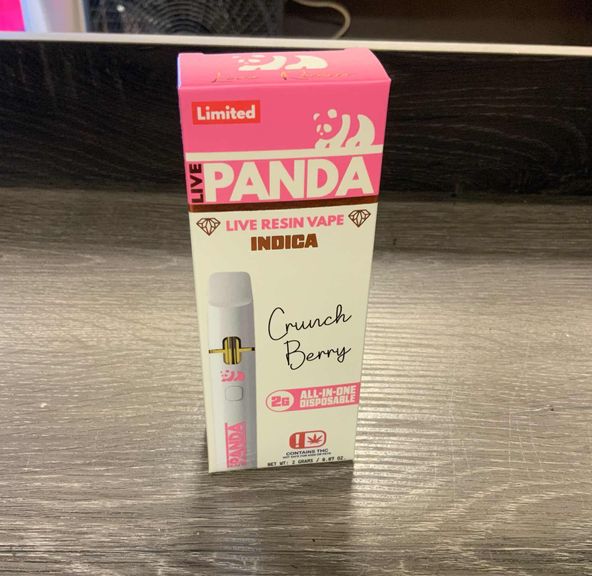 Limited
LIVE
PANDA
LIVE RESIN VAPE
INDICA
Crunch
Berry
2G ALL-IN-ONE
DISPOSABLE
PANDA
CONTAINS THC
NET WT: 2 GRAMS / 0.07 OZ.